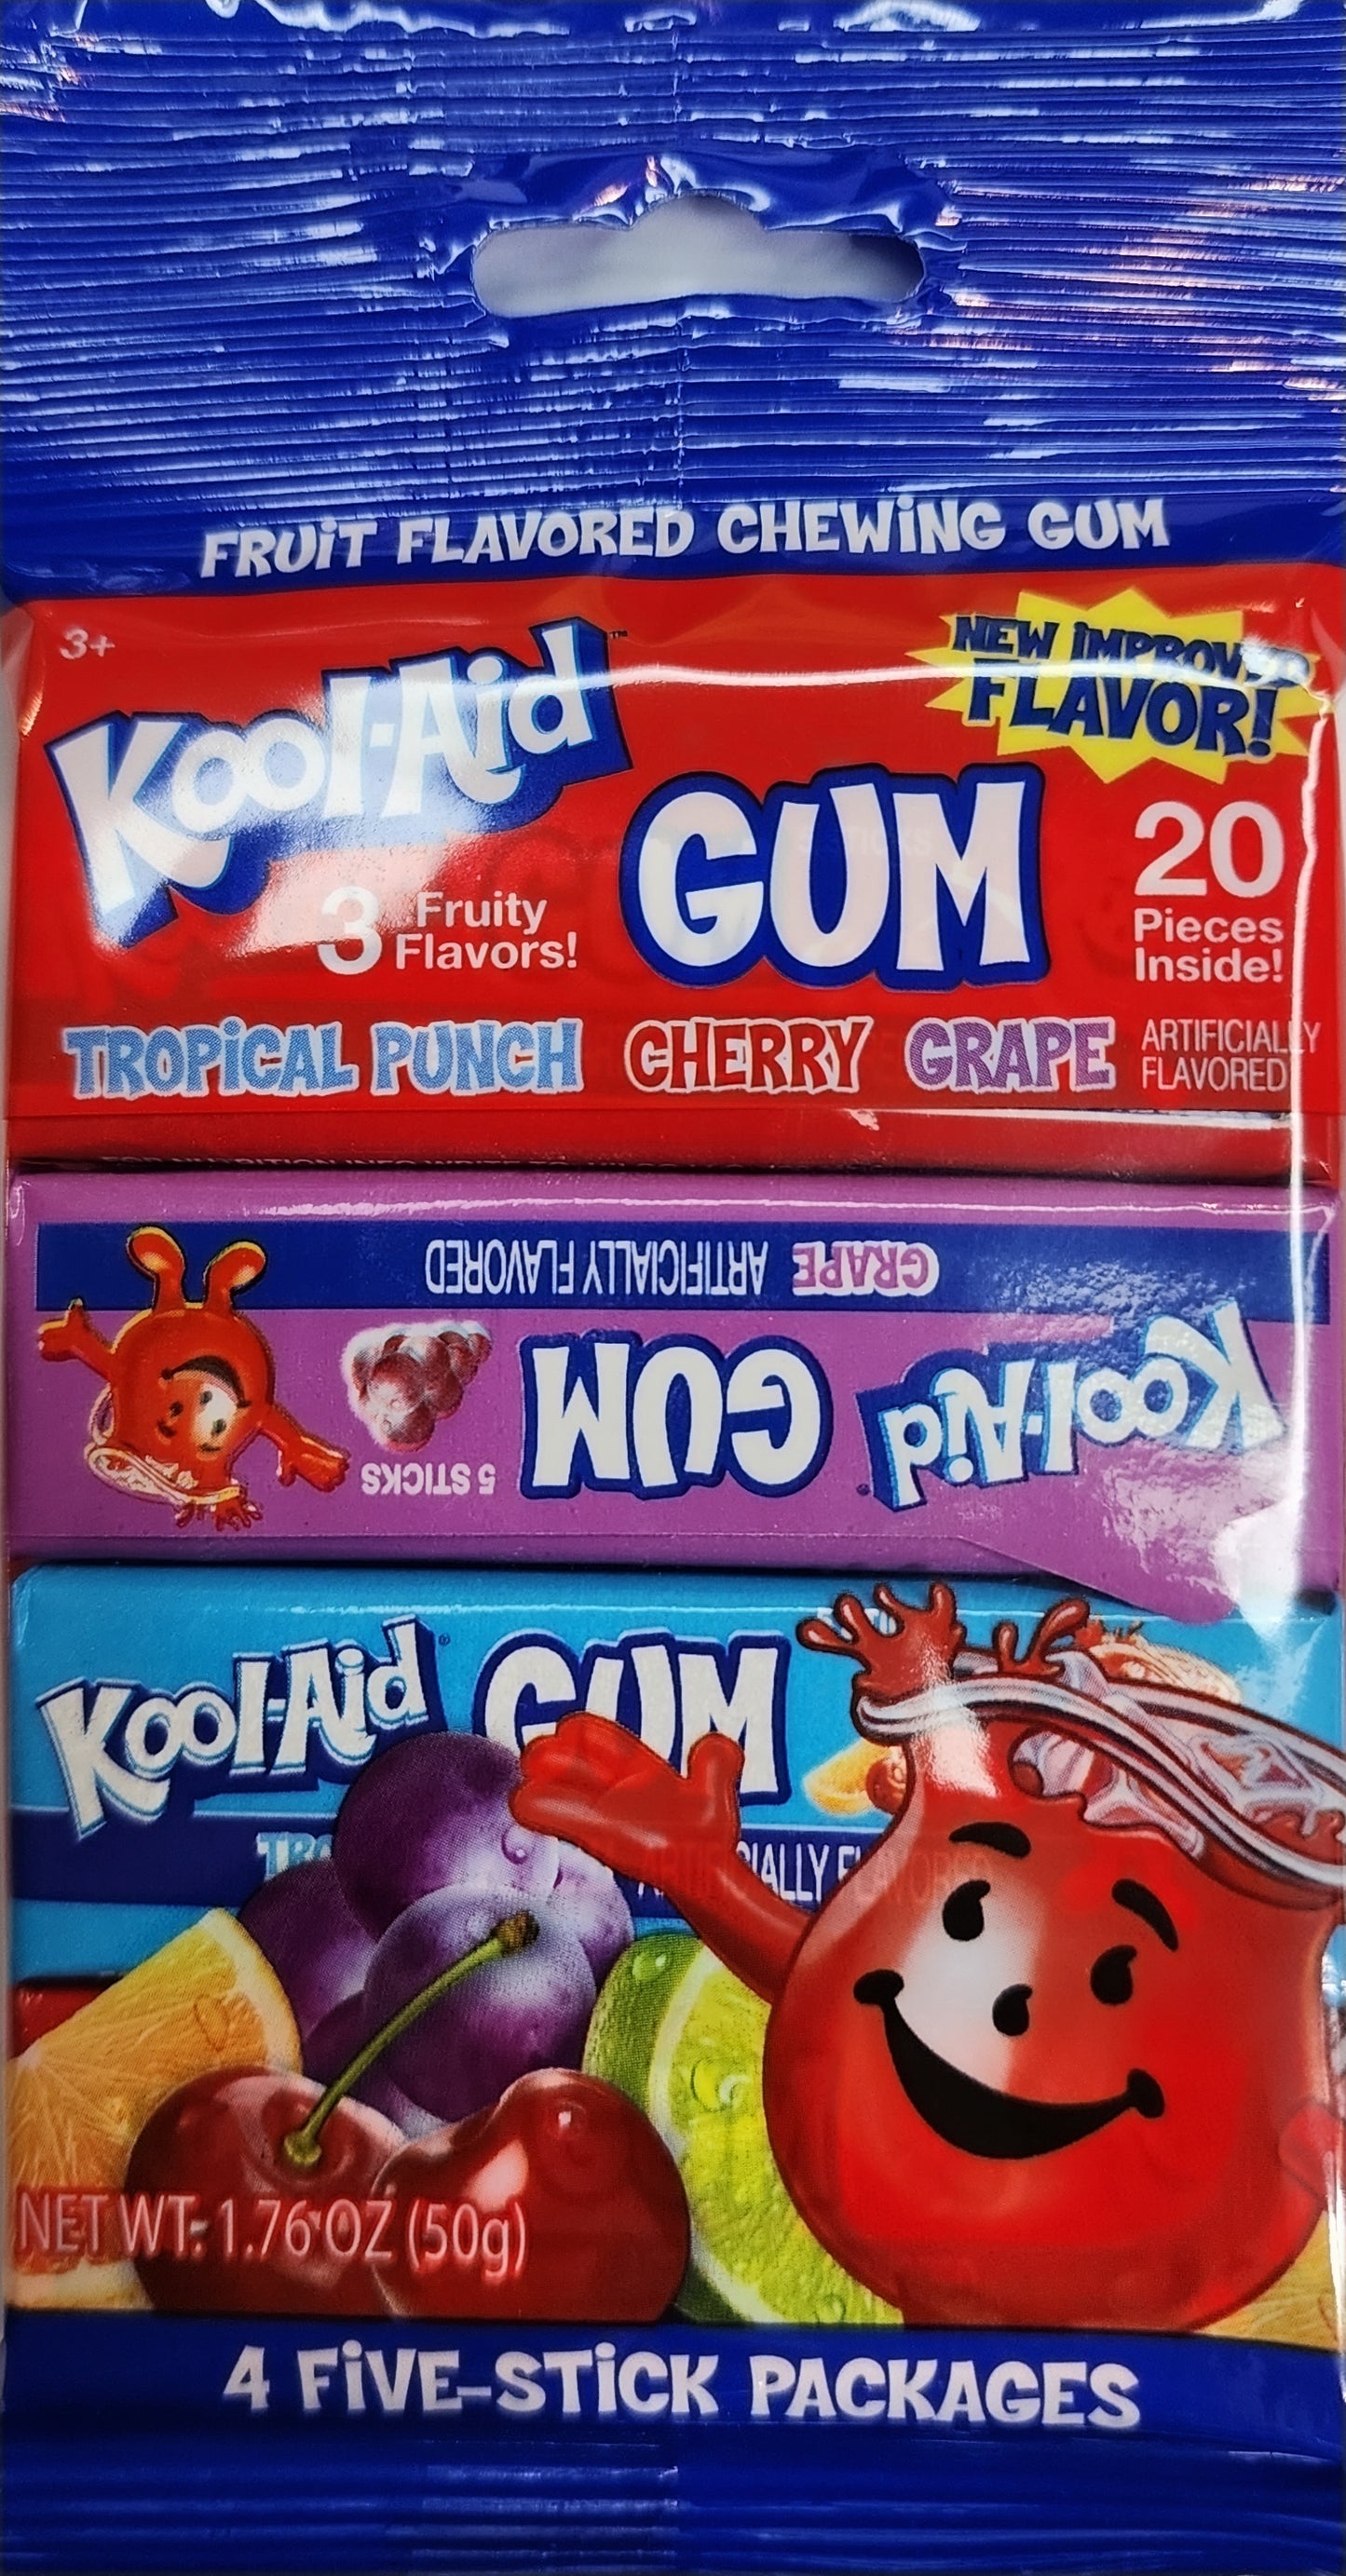 FRUiT FLAVORED CHEWiNG GUM
3+
Kool-Aid™
NEW iMPROVED
FLAVOR!
GUM
20
Pieces
Inside!
3 Fruity
Flavors!
TROPiCAL PUNCH CHERRY GRAPE ARTIFICIALLY
FLAVORED
GRAPE ARTIFICIALLY FLAVORED
Kool-Aid® GUM
5 STICKS
Kool-Aid® GUM
NET WT: 1.76 OZ (50g)
4 FiVE-STiCK PACKAGES